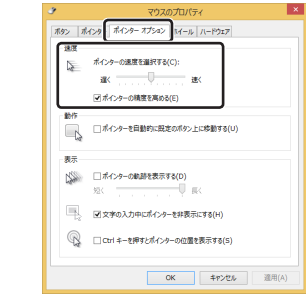 マウスのプロパティ
ボタン ポインター ポインター オプション ホイール ハードウェア
速度
ポインターの速度を選択する(C):
遅く 速く
ポインターの精度を高める(E)
動作
ポインターを自動的に既定のボタン上に移動する(U)
表示
ポインターの軌跡を表示する(D)
短く 長く
文字の入力中にポインターを非表示にする(H)
Ctrl キーを押すとポインターの位置を表示する(S)
OK キャンセル 適用(A)